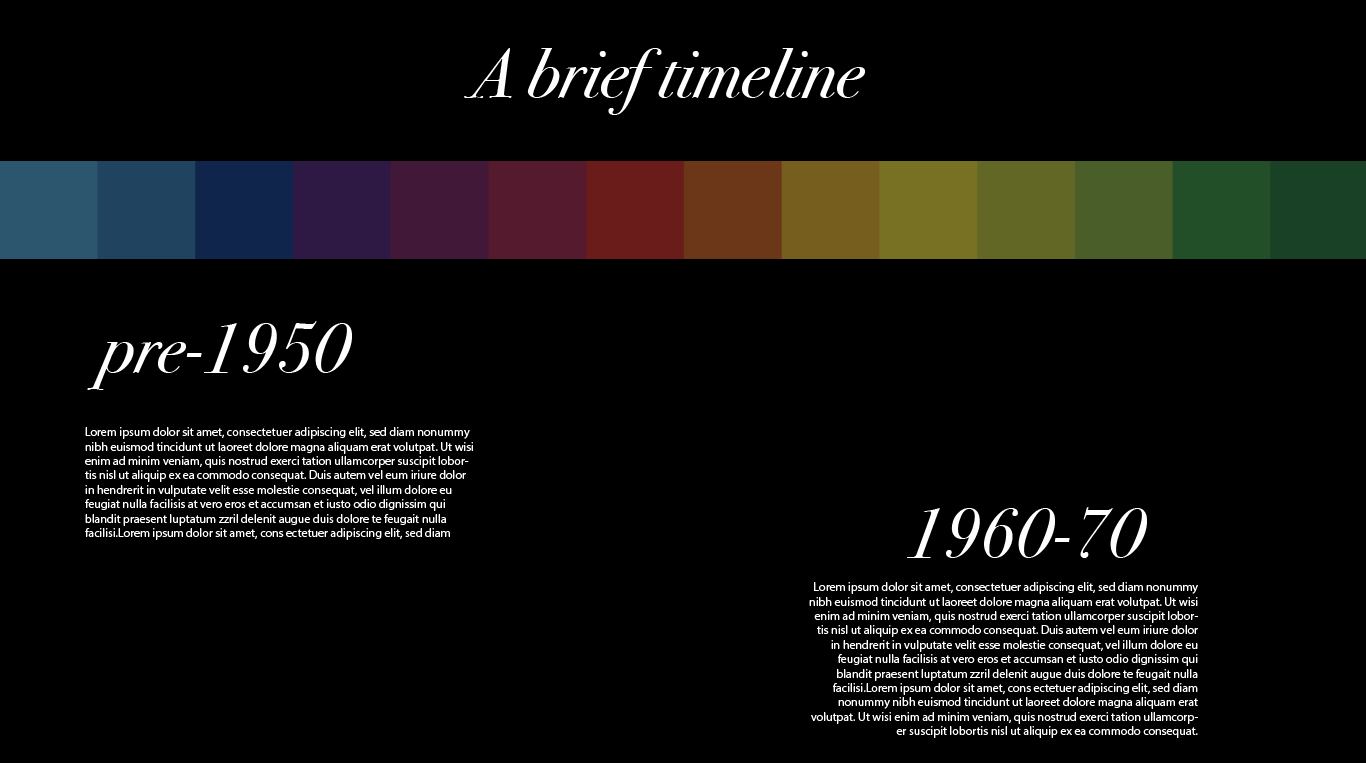 A brief timeline
pre-1950
Lorem ipsum dolor sit amet, consectetuer adipiscing elit, sed diam nonummy
nibh euismod tincidunt ut laoreet dolore magna aliquam erat volutpat. Ut wisi
enim ad minim veniam, quis nostrud exerci tation ullamcorper suscipit lobor-
tis nisl ut aliquip ex ea commodo consequat. Duis autem vel eum iriure dolor
in hendrerit in vulputate velit esse molestie consequat, vel illum dolore eu
feugiat nulla facilisis at vero eros et accumsan et iusto odio dignissim qui
blandit praesent luptatum zzril delenit augue duis dolore te feugait nulla
facilisi.Lorem ipsum dolor sit amet, cons ectetuer adipiscing elit, sed diam
1960-70
Lorem ipsum dolor sit amet, consectetuer adipiscing elit, sed diam nonummy
nibh euismod tincidunt ut laoreet dolore magna aliquam erat volutpat. Ut wisi
enim ad minim veniam, quis nostrud exerci tation ullamcorper suscipit lobor-
tis nisl ut aliquip ex ea commodo consequat. Duis autem vel eum iriure dolor
in hendrerit in vulputate velit esse molestie consequat, vel illum dolore eu
feugiat nulla facilisis at vero eros et accumsan et iusto odio dignissim qui
blandit praesent luptatum zzril delenit augue duis dolore te feugait nulla
facilisi.Lorem ipsum dolor sit amet, cons ectetuer adipiscing elit, sed diam
nonummy nibh euismod tincidunt ut laoreet dolore magna aliquam erat
volutpat. Ut wisi enim ad minim veniam, quis nostrud exerci tation ullamcorp-
er suscipit lobortis nisl ut aliquip ex ea commodo consequat.